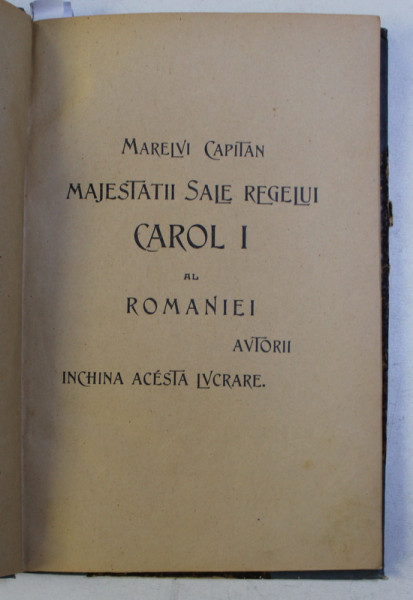 MARELVI CAPITAN
MAJESTATII SALE REGELUI
CAROL I
AL
ROMANIEI
AVTORII
INCHINA ACÉSTA LVCRARE.